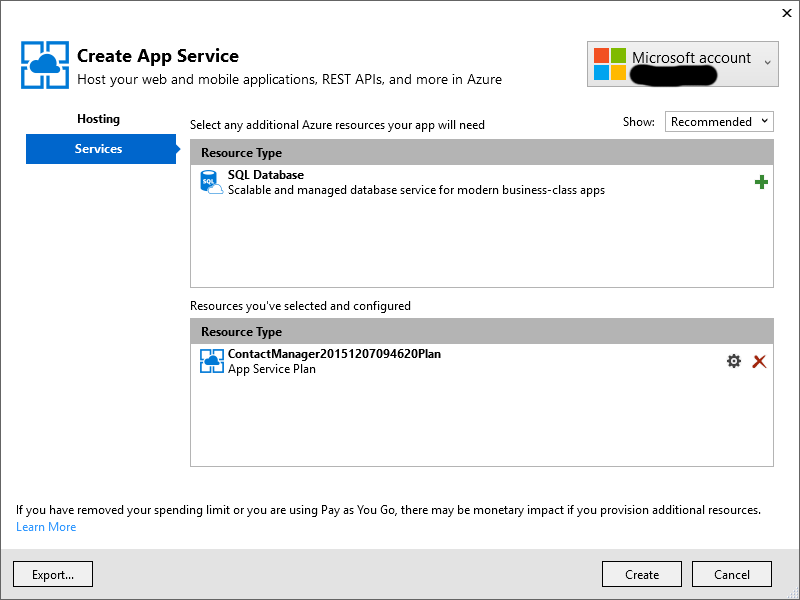 Create App Service
Host your web and mobile applications, REST APIs, and more in Azure
Microsoft account
Hosting
Services
Select any additional Azure resources your app will need
Show:
Recommended
Resource Type
SQL
SQL Database
Scalable and managed database service for modern business-class apps
Resources you've selected and configured
Resource Type
ContactManager20151207094620Plan
App Service Plan
If you have removed your spending limit or you are using Pay as You Go, there may be monetary impact if you provision additional resources.
Learn More
Export...
Create
Cancel